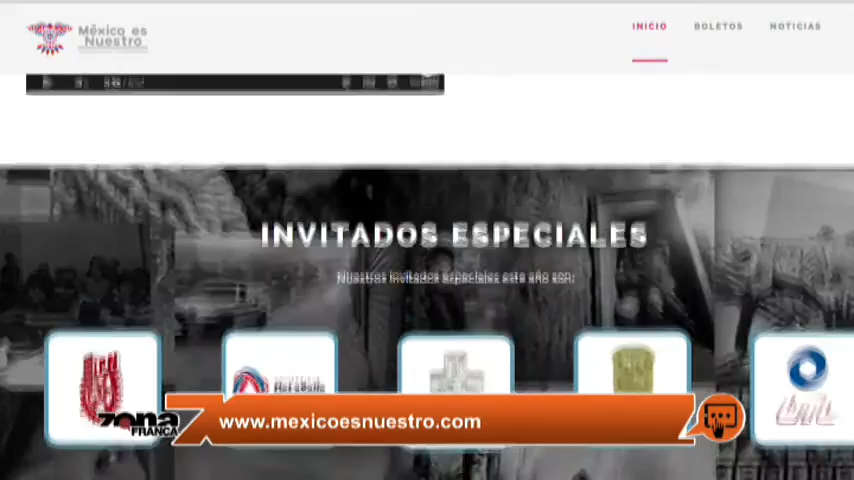 México es
Nuestro
INICIO
BOLETOS
NOTICIAS
INVITADOS ESPECIALES
Nuestros invitados especiales este año son:
zona
FRANCA
www.mexicoesnuestro.com